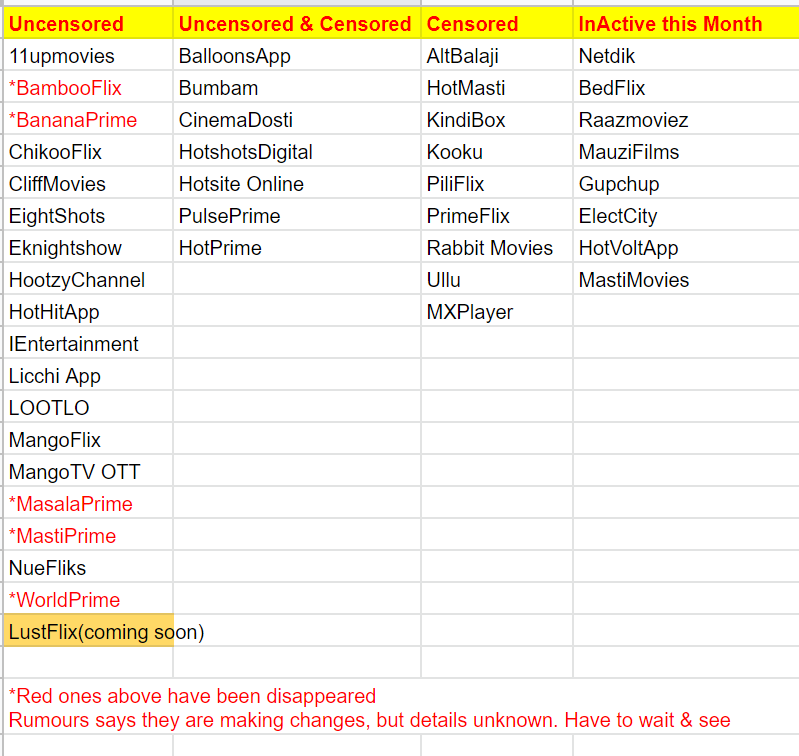 Uncensored Uncensored & Censored Censored InActive this Month
11upmovies BalloonsApp AltBalaji Netdik
*BambooFlix Bumbam HotMasti BedFlix
*BananaPrime CinemaDosti KindiBox Raazmoviez
ChikooFlix HotshotsDigital Kooku MauziFilms
CliffMovies Hotsite Online PiliFlix Gupchup
EightShots PulsePrime PrimeFlix ElectCity
Eknightshow HotPrime Rabbit Movies HotVoltApp
HootzyChannel Ullu MastiMovies
HotHitApp MXPlayer
IEntertainment
Licchi App
LOOTLO
MangoFlix
MangoTV OTT
*MasalaPrime
*MastiPrime
NueFliks
*WorldPrime
LustFlix(coming soon)
*Red ones above have been disappeared
Rumours says they are making changes, but details unknown. Have to wait & see